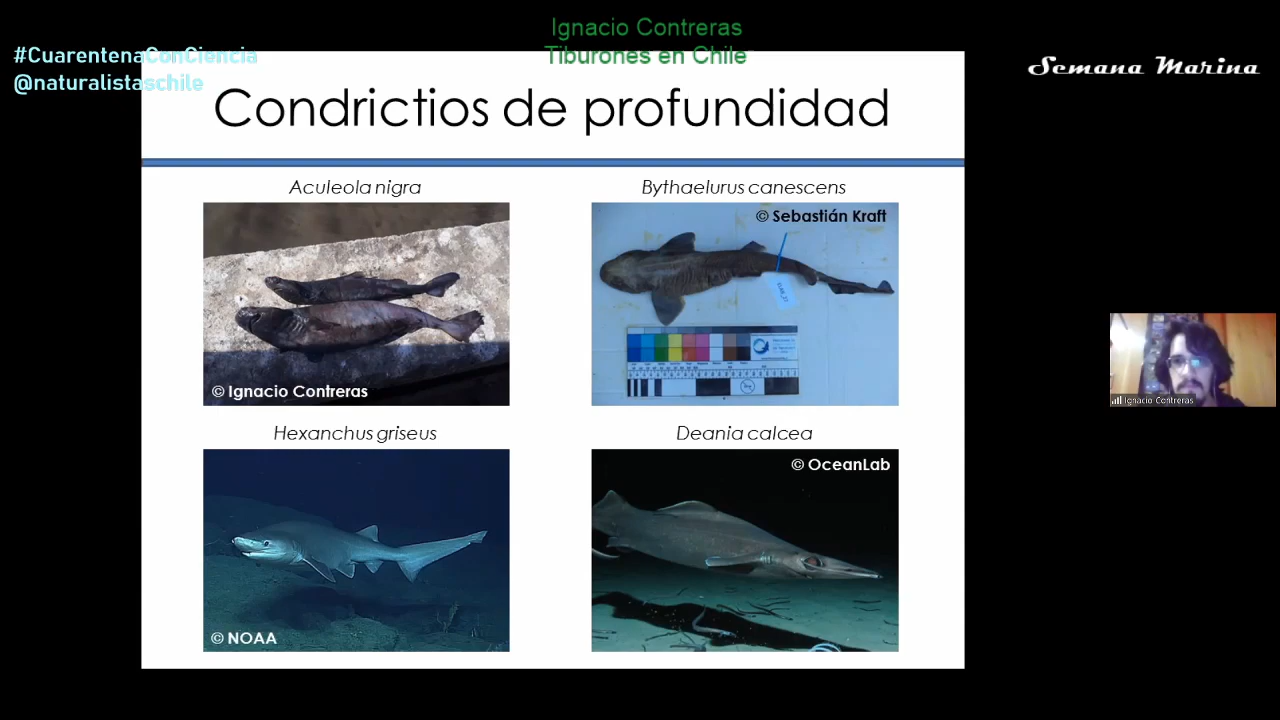 Ignacio Contreras
Tiburones en Chile
#CuarentenaConCiencia
@naturalistaschile
Semana Marina
Condrictios de profundidad
Aculeola nigra
Bythaelurus canescens
© Ignacio Contreras
© Sebastián Kraft
Hexanchus griseus
Deania calcea
© NOAA
© OceanLab
Ignacio Contreras